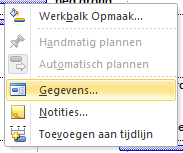 Werkbalk Opmaak...
Handmatig plannen
Automatisch plannen
Gegevens...
Notities...
Toevoegen aan tijdlijn